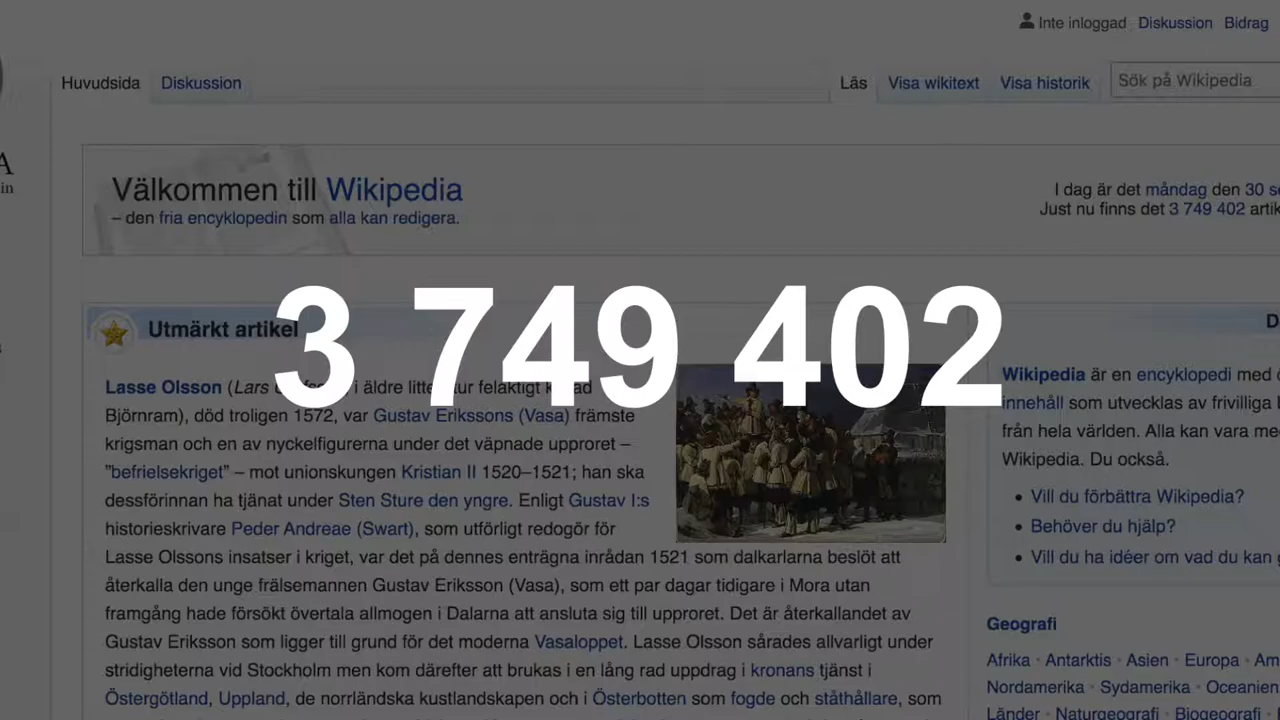 Inte inloggad Diskussion Bidrag
Huvudsida Diskussion Läs Visa wikitext Visa historik Sök på Wikipedia
A
in
Välkommen till Wikipedia
– den fria encyklopedin som alla kan redigera.
I dag är det måndag den 30
Just nu finns det 3 749 402
3 749 402
Utmärkt artikel
Lasse Olsson (Lars i äldre felaktigt
Björnram), död troligen 1572, var Gustav Erikssons (Vasa) främste
krigsman och en av nyckelfigurerna under det väpnade upproret –
"befrielsekriget" – mot unionskungen Kristian II 1520–1521; han ska
dessförinnan ha tjänat under Sten Sture den yngre. Enligt Gustav I:s
historieskrivare Peder Andreae (Swart), som utförligt redogör för
Lasse Olssons insatser i kriget, var det på dennes enträgna inrådan 1521 som dalkarlarna beslöt att
återkalla den unge frälsemannen Gustav Eriksson (Vasa), som ett par dagar tidigare i Mora utan
framgång hade försökt övertala allmogen i Dalarna att ansluta sig till upproret. Det är återkallandet av
Gustav Eriksson som ligger till grund för det moderna Vasaloppet. Lasse Olsson sårades allvarligt under
stridigheterna vid Stockholm men kom därefter att brukas i en lång rad uppdrag i kronans tjänst i
Östergötland, Uppland, de norrländska kustlandskapen och i Österbotten som fogde och ståthållare, som
D
Wikipedia är en encyklopedi med
innehåll som utvecklas av frivilliga
från hela världen. Alla kan vara me
Wikipedia. Du också.
• Vill du förbättra Wikipedia?
• Behöver du hjälp?
• Vill du ha idéer om vad du kan
Geografi
Afrika · Antarktis · Asien · Europa · Am
Nordamerika · Sydamerika · Oceanien
Länder · Naturgeografi · Biogeografi ·